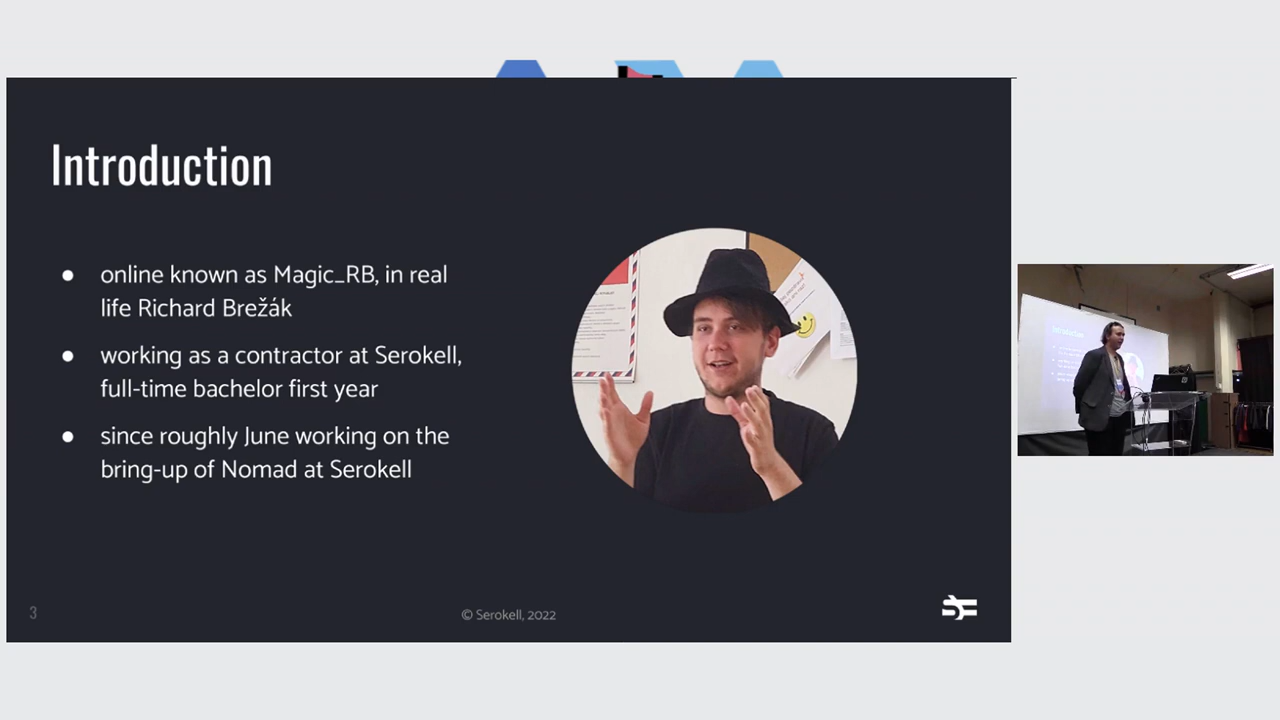 Introduction
● online known as Magic_RB, in real
life Richard Brežák
● working as a contractor at Serokell,
full-time bachelor first year
● since roughly June working on the
bring-up of Nomad at Serokell
3
© Serokell, 2022